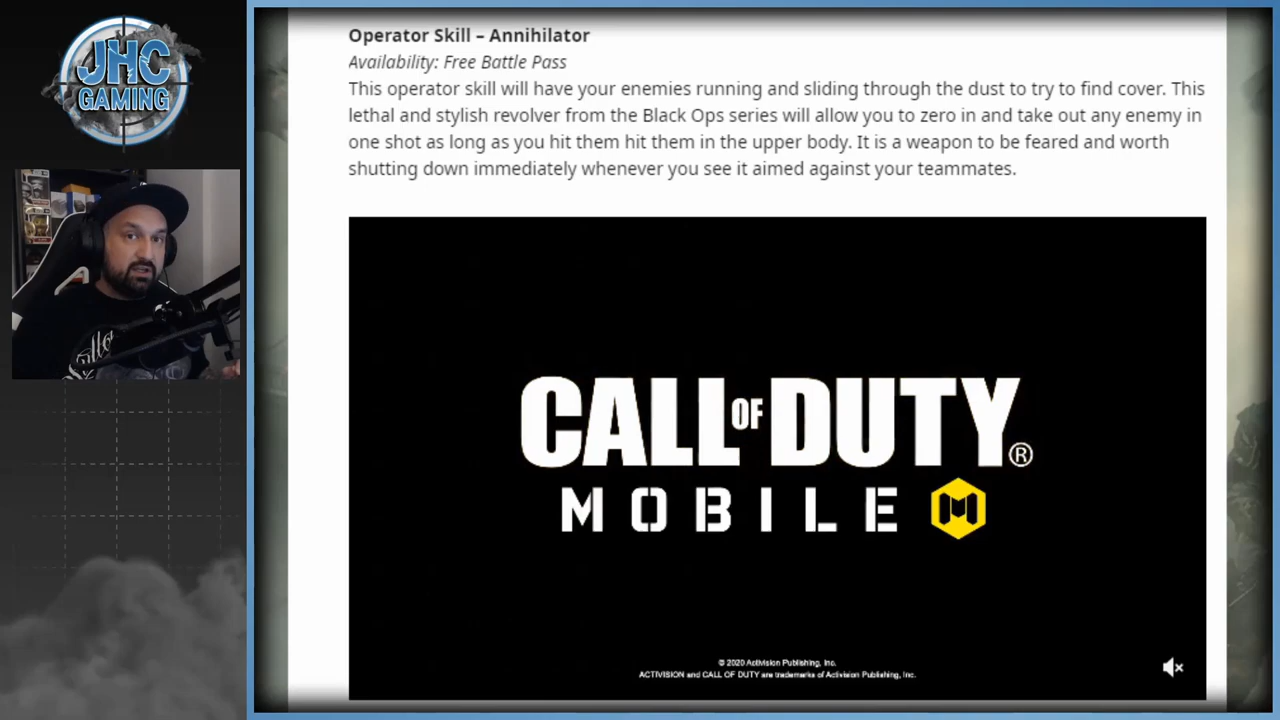 JHC
GAMING
Operator Skill – Annihilator
Availability: Free Battle Pass
This operator skill will have your enemies running and sliding through the dust to try to find cover. This
lethal and stylish revolver from the Black Ops series will allow you to zero in and take out any enemy in
one shot as long as you hit them hit them in the upper body. It is a weapon to be feared and worth
shutting down immediately whenever you see it aimed against your teammates.
CALL OF DUTY®
MOBILE
© 2020 Activision Publishing, Inc.
ACTIVISION and CALL OF DUTY are trademarks of Activision Publishing, Inc.